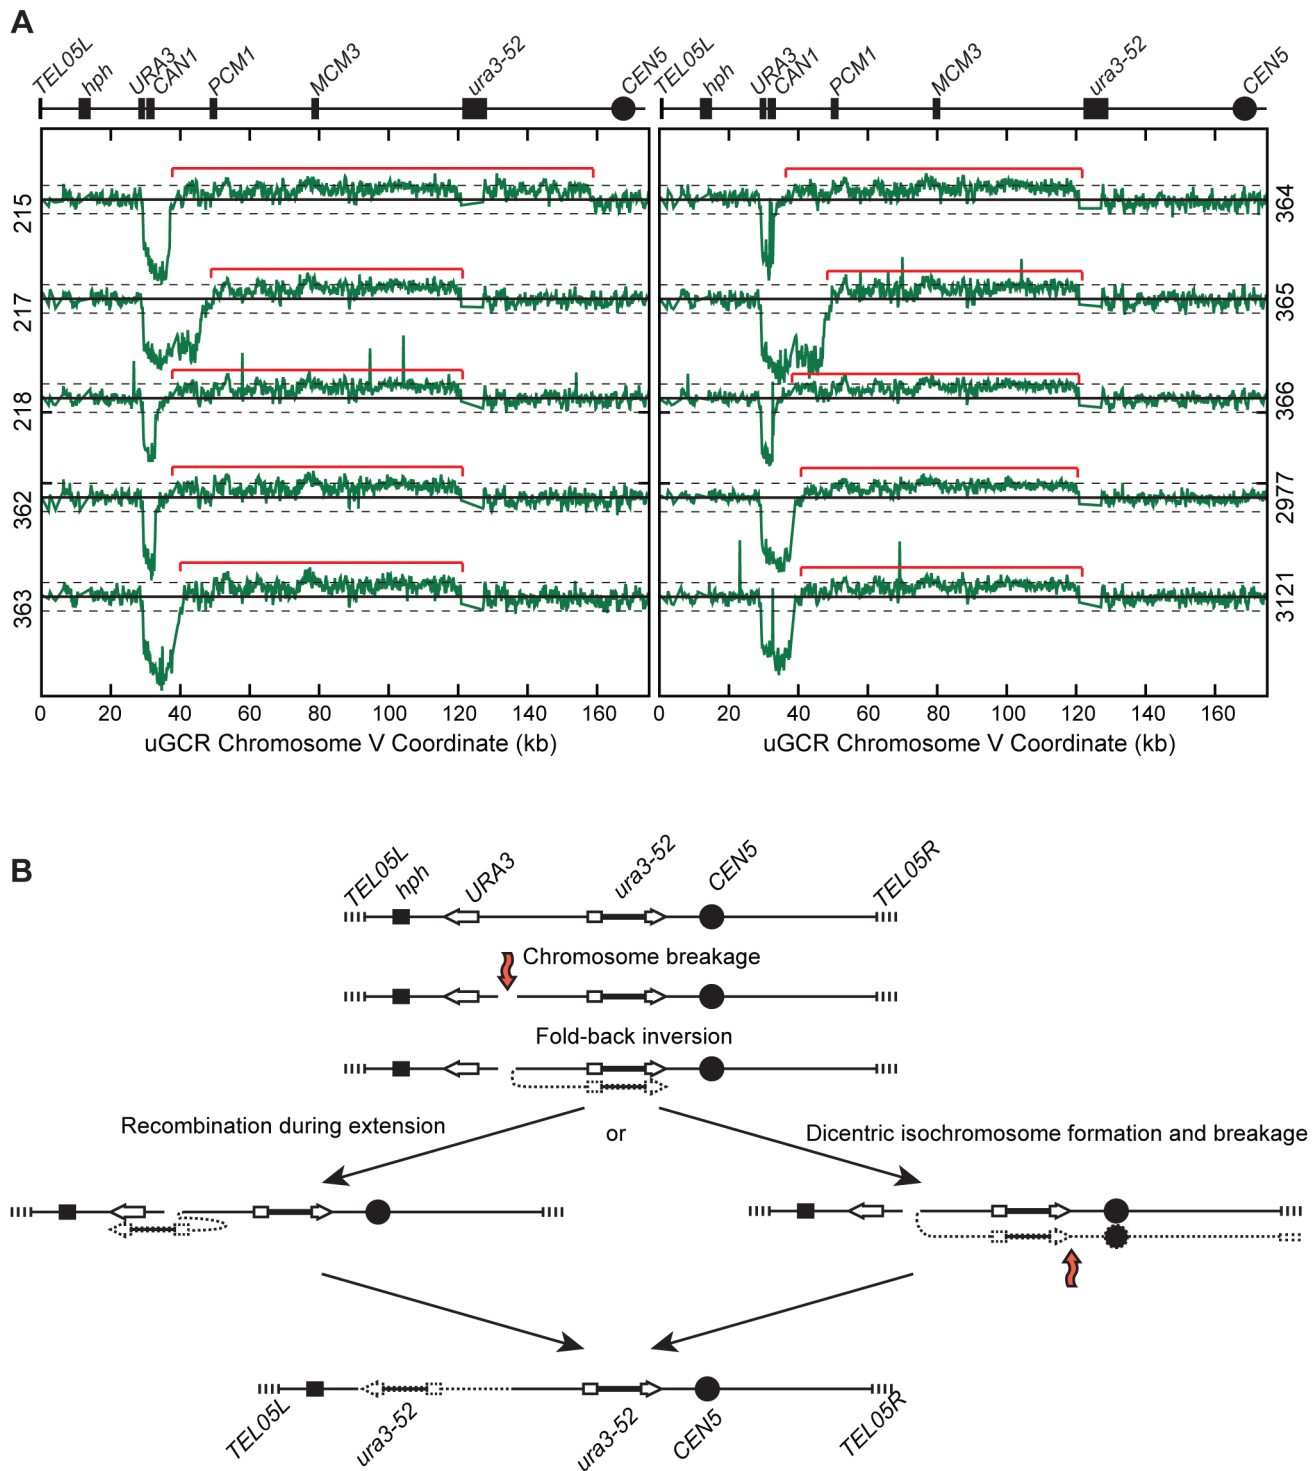 A
TEL05L hph URA3 CAN1 PCM1 MCM3 ura3-52 CEN5
TEL05L hph URA3 CAN1 PCM1 MCM3 ura3-52 CEN5
215
217
218
362
363
364
365
366
2977
3121
0 20 40 60 80 100 120 140 160
0 20 40 60 80 100 120 140 160
uGCR Chromosome V Coordinate (kb)
uGCR Chromosome V Coordinate (kb)
B
TEL05L hph URA3 ura3-52 CEN5 TEL05R
Chromosome breakage
Fold-back inversion
Recombination during extension
or
Dicentric isochromosome formation and breakage
TEL05L ura3-52 ura3-52 CEN5 TEL05R